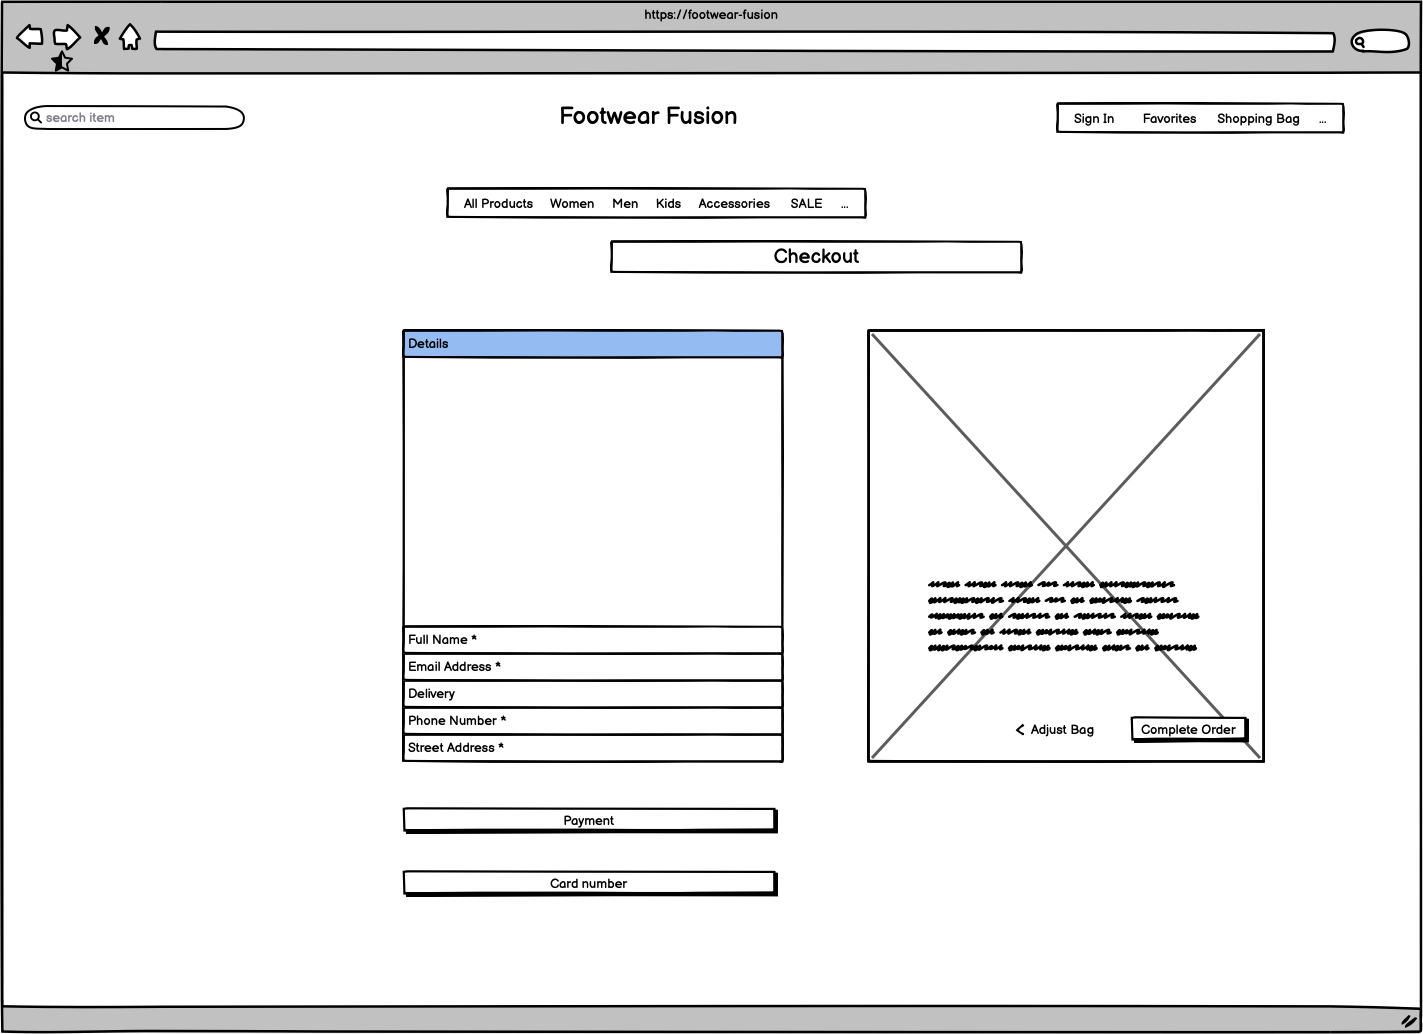 https://footwear-fusion
search item
Footwear Fusion
Sign In Favorites Shopping Bag ...
All Products Women Men Kids Accessories SALE ...
Checkout
Details
Full Name *
Email Address *
Delivery
Phone Number *
Street Address *
< Adjust Bag
Complete Order
Payment
Card number